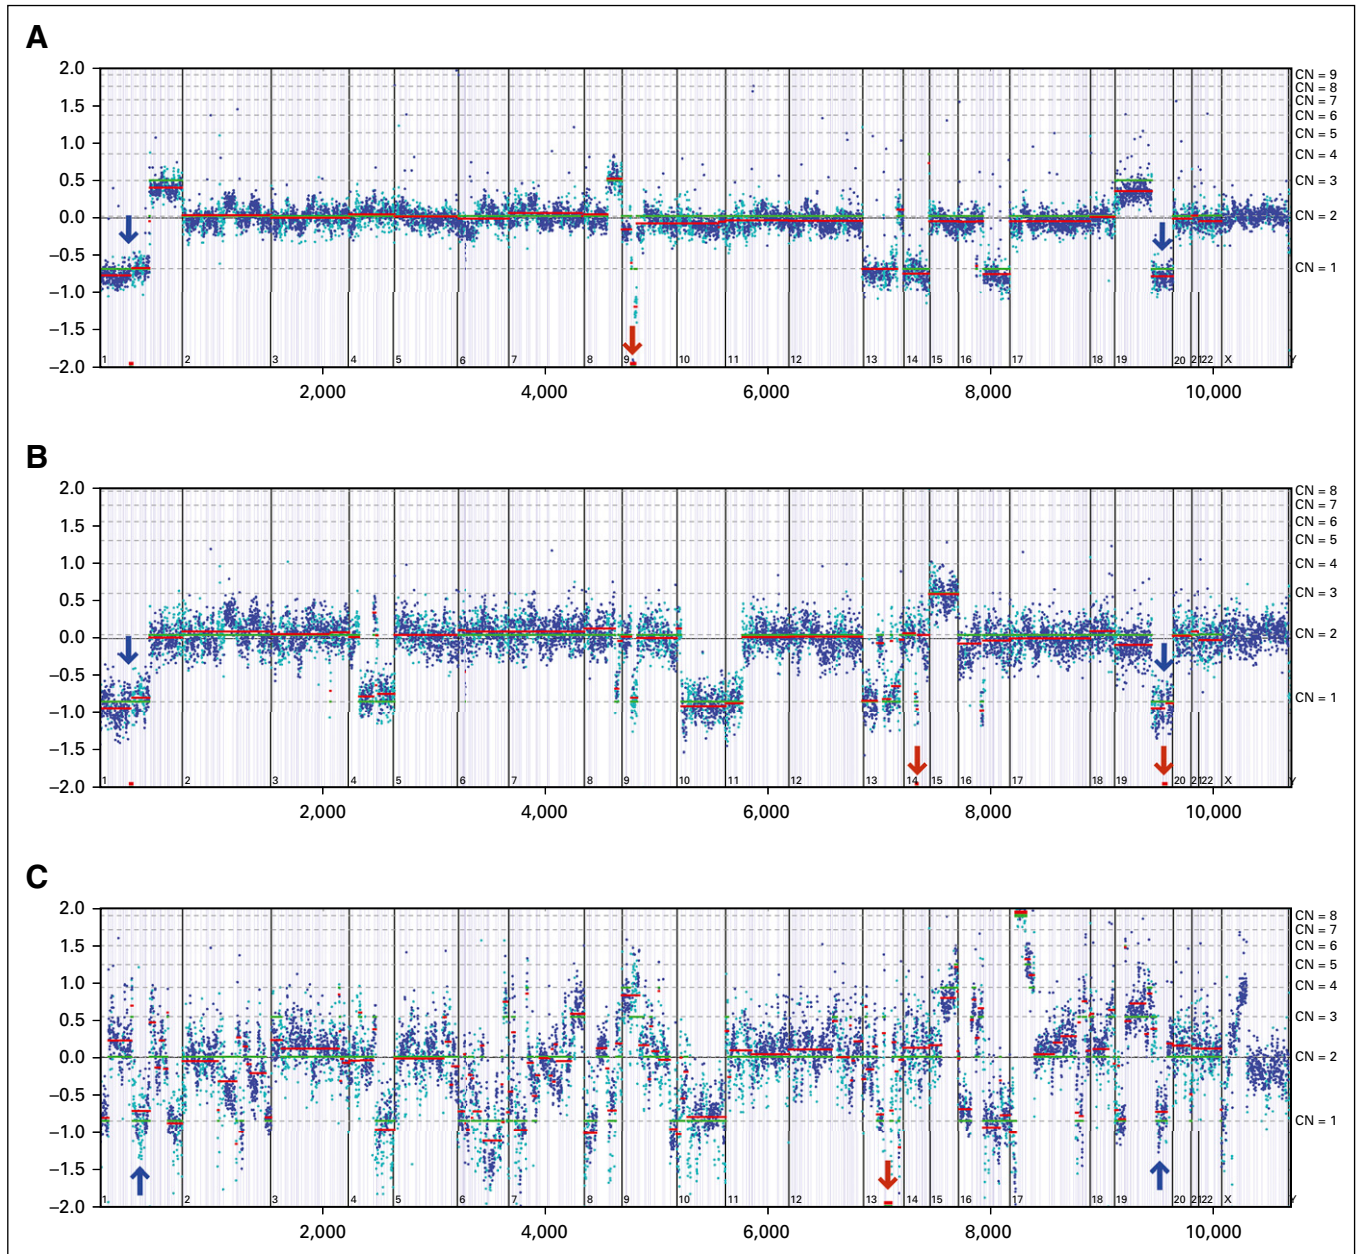 A
2.0
1.5
1.0
0.5
0.0
−0.5
−1.0
−1.5
−2.0
CN = 9
CN = 8
CN = 7
CN = 6
CN = 5
CN = 4
CN = 3
CN = 2
CN = 1
1 2 3 4 5 6 7 8 9 10 11 12 13 14 15 16 17 18 19 20 21 22 X Y
2,000 4,000 6,000 8,000 10,000
B
2.0
1.5
1.0
0.5
0.0
−0.5
−1.0
−1.5
−2.0
CN = 8
CN = 7
CN = 6
CN = 5
CN = 4
CN = 3
CN = 2
CN = 1
1 2 3 4 5 6 7 8 9 10 11 12 13 14 15 16 17 18 19 20 21 22 X Y
2,000 4,000 6,000 8,000 10,000
C
2.0
1.5
1.0
0.5
0.0
−0.5
−1.0
−1.5
−2.0
CN = 8
CN = 7
CN = 6
CN = 5
CN = 4
CN = 3
CN = 2
CN = 1
1 2 3 4 5 6 7 8 9 10 11 12 13 14 15 16 17 18 19 20 21 22 X Y
2,000 4,000 6,000 8,000 10,000